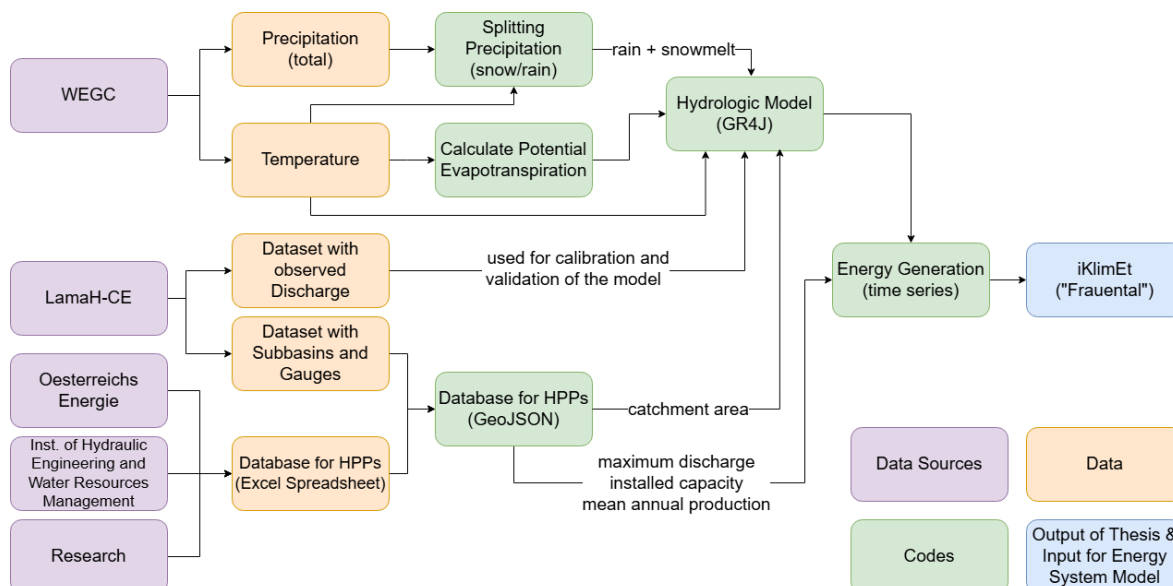 WEGC
Precipitation
(total)
Splitting
Precipitation
(snow/rain)
rain + snowmelt
Hydrologic Model
(GR4J)
Temperature
Calculate Potential
Evapotranspiration
LamaH-CE
Dataset with
observed
Discharge
used for calibration and
validation of the model
Energy Generation
(time series)
iKlimEt
("Frauental")
Dataset with
Subbasins and
Gauges
Oesterreichs
Energie
Database for HPPs
(GeoJSON)
catchment area
Inst. of Hydraulic
Engineering and
Water Resources
Management
Database for HPPs
(Excel Spreadsheet)
maximum discharge
installed capacity
mean annual production
Research
Data Sources
Data
Codes
Output of Thesis &
Input for Energy
System Model